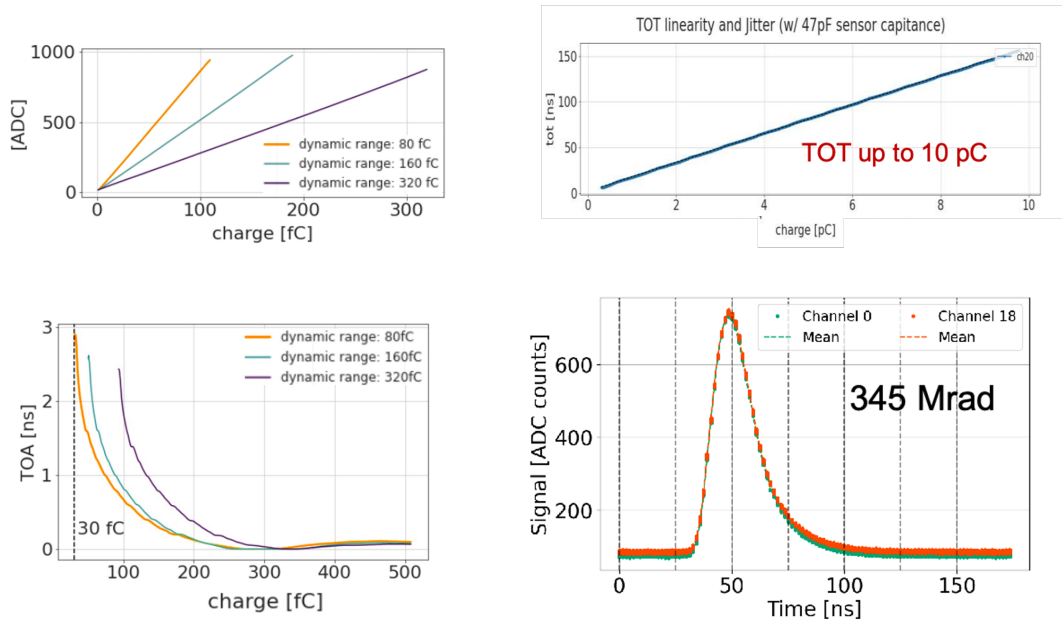 1000
500
0
[ADC]
dynamic range: 80 fC
dynamic range: 160 fC
dynamic range: 320 fC
0
100
200
300
charge [fC]
TOT linearity and Jitter (w/ 47pF sensor capitance)
150
100
50
0
tot [ns]
ch20
TOT up to 10 pC
0
2
4
6
8
10
charge [pC]
3
2
1
0
TOA [ns]
dynamic range: 80fC
dynamic range: 160fC
dynamic range: 320fC
30 fC
100
200
300
400
500
charge [fC]
600
400
200
Signal [ADC counts]
Channel 0
Mean
Channel 18
Mean
345 Mrad
0
50
100
150
Time [ns]